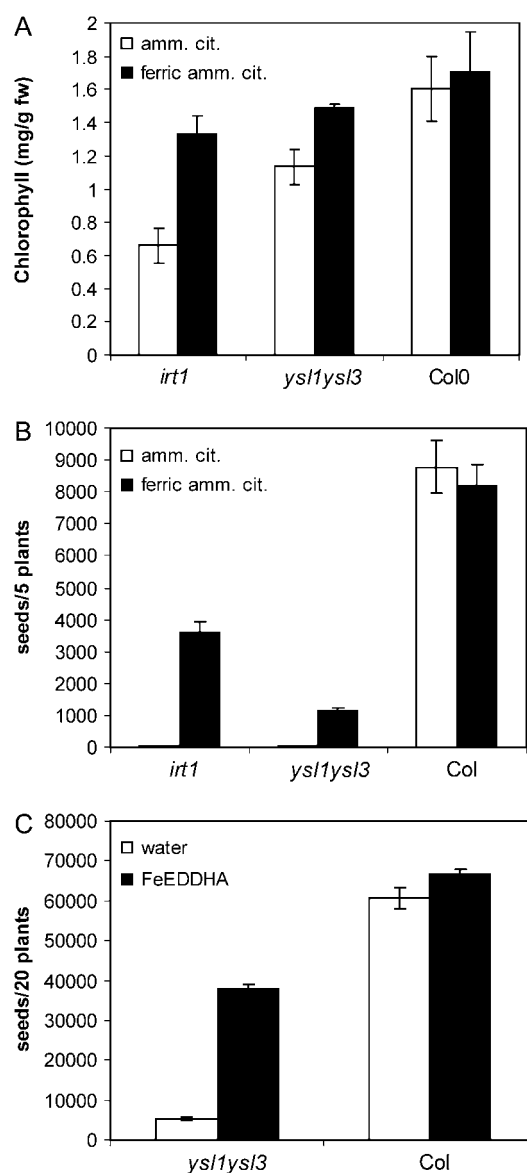 A
Chlorophyll (mg/g fw)
2
1.8
1.6
1.4
1.2
1
0.8
0.6
0.4
0.2
0
amm. cit.
ferric amm. cit.
irt1
ysl1ysl3
Col0
B
seeds/5 plants
10000
9000
8000
7000
6000
5000
4000
3000
2000
1000
0
amm. cit.
ferric amm. cit.
irt1
ysl1ysl3
Col
C
seeds/20 plants
80000
70000
60000
50000
40000
30000
20000
10000
0
water
FeEDDHA
ysl1ysl3
Col